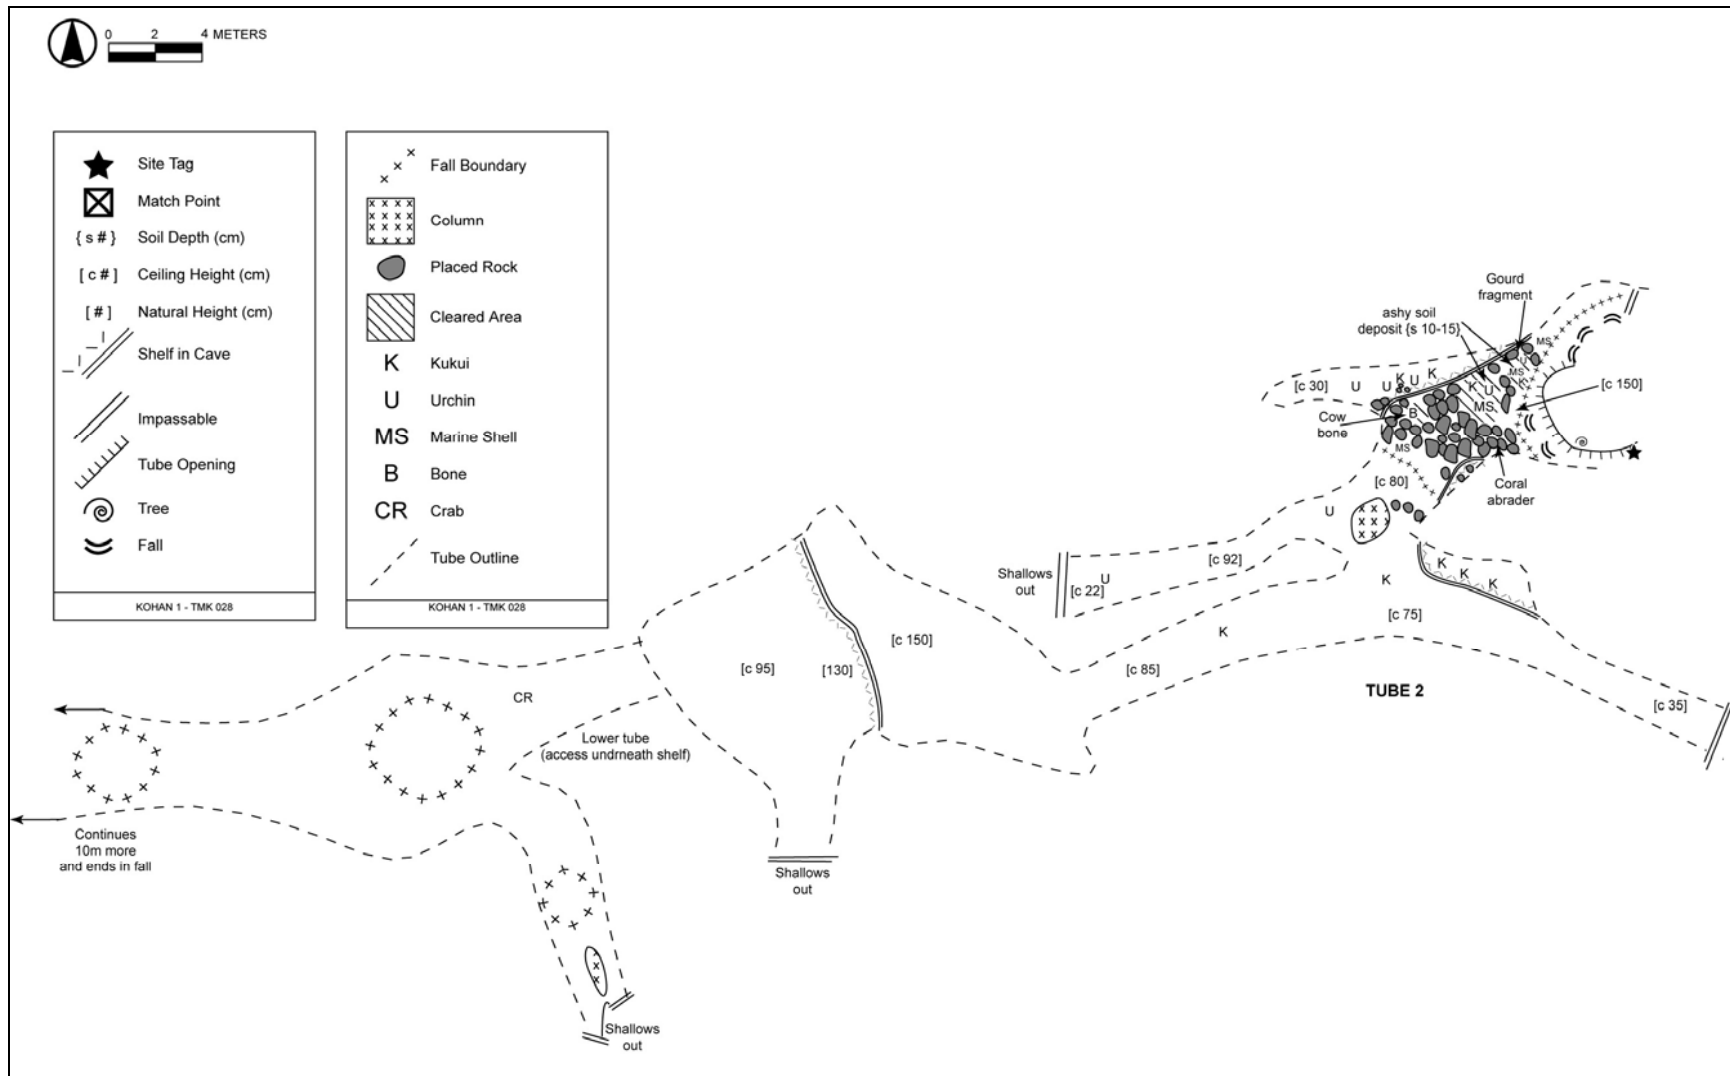 0 2 4 METERS
Site Tag
Match Point
{ s # } Soil Depth (cm)
[ c # ] Ceiling Height (cm)
[ # ] Natural Height (cm)
Shelf in Cave
Impassable
Tube Opening
Tree
Fall
KOHAN 1 - TMK 028
Fall Boundary
Column
Placed Rock
Cleared Area
K Kukui
U Urchin
MS Marine Shell
B Bone
CR Crab
Tube Outline
KOHAN 1 - TMK 028
Gourd
fragment
ashy soil
deposit {s 10-15}
MS
U
MS
K
[c 150]
[c 30] U U K U K
K U
MS
B
Cow
bone
MS
[c 80]
Coral
abrader
U
Shallows
out
[c 22]
U
[c 92]
K
K K K
[c 75]
K
[c 85]
TUBE 2
[c 35]
[c 150]
[c 95]
[130]
CR
Lower tube
(access undrneath shelf)
Continues
10m more
and ends in fall
Shallows
out
Shallows
out